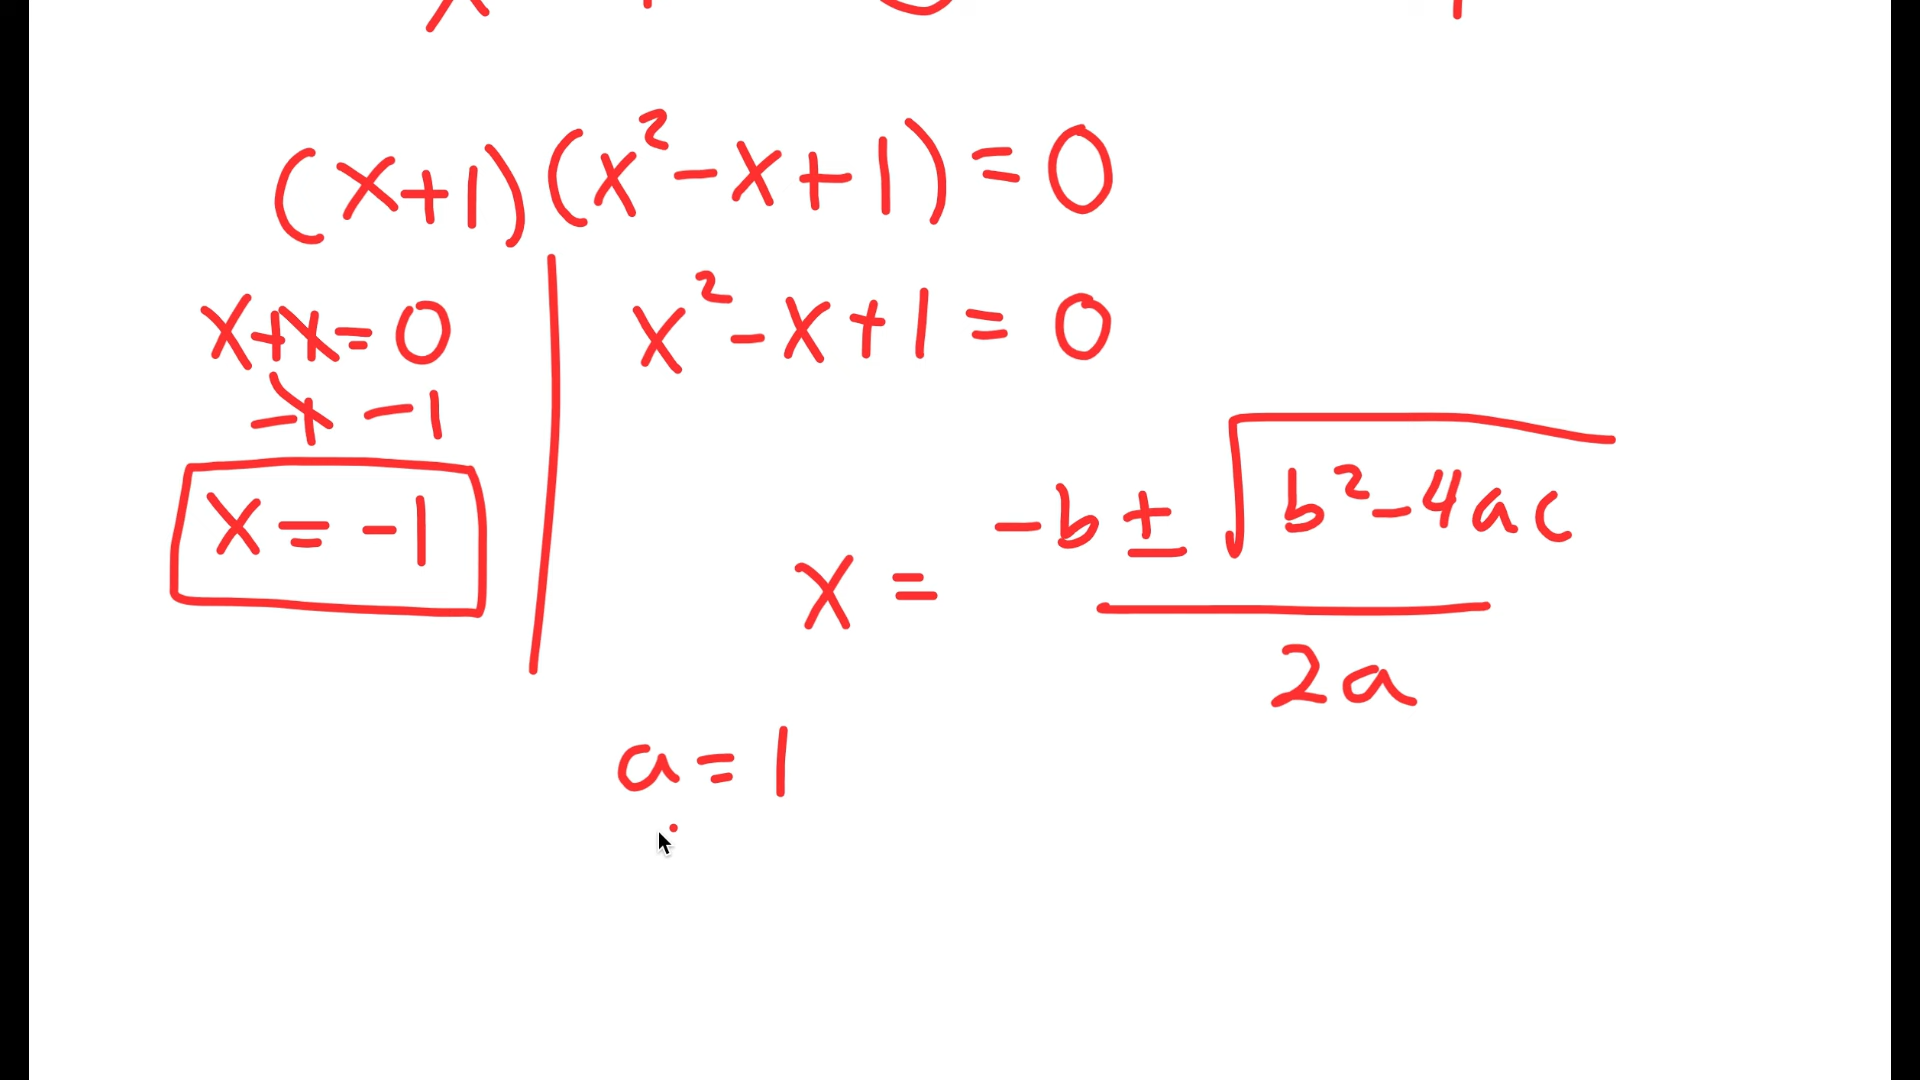 (x+1)(x²-x+1)=0
x+1=0
-1 -1
x=-1
x²-x+1=0
x = -b ± √b²-4ac
2a
a=1